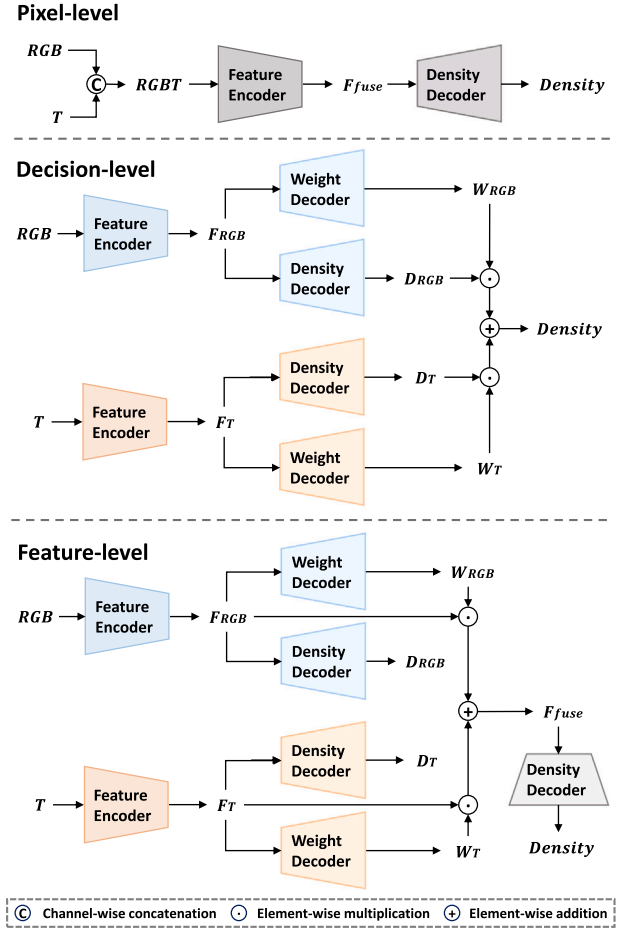 Pixel-level
RGB
C
T
RGBT
Feature
Encoder
Ffuse
Density
Decoder
Density
Decision-level
RGB
Feature
Encoder
FRGB
Weight
Decoder
WRGB
Density
Decoder
DRGB
Density
T
Feature
Encoder
FT
Density
Decoder
DT
Weight
Decoder
WT
Feature-level
RGB
Feature
Encoder
FRGB
Weight
Decoder
WRGB
Density
Decoder
DRGB
Ffuse
T
Feature
Encoder
FT
Density
Decoder
DT
Weight
Decoder
WT
Density
Decoder
Density
C Channel-wise concatenation · Element-wise multiplication + Element-wise addition